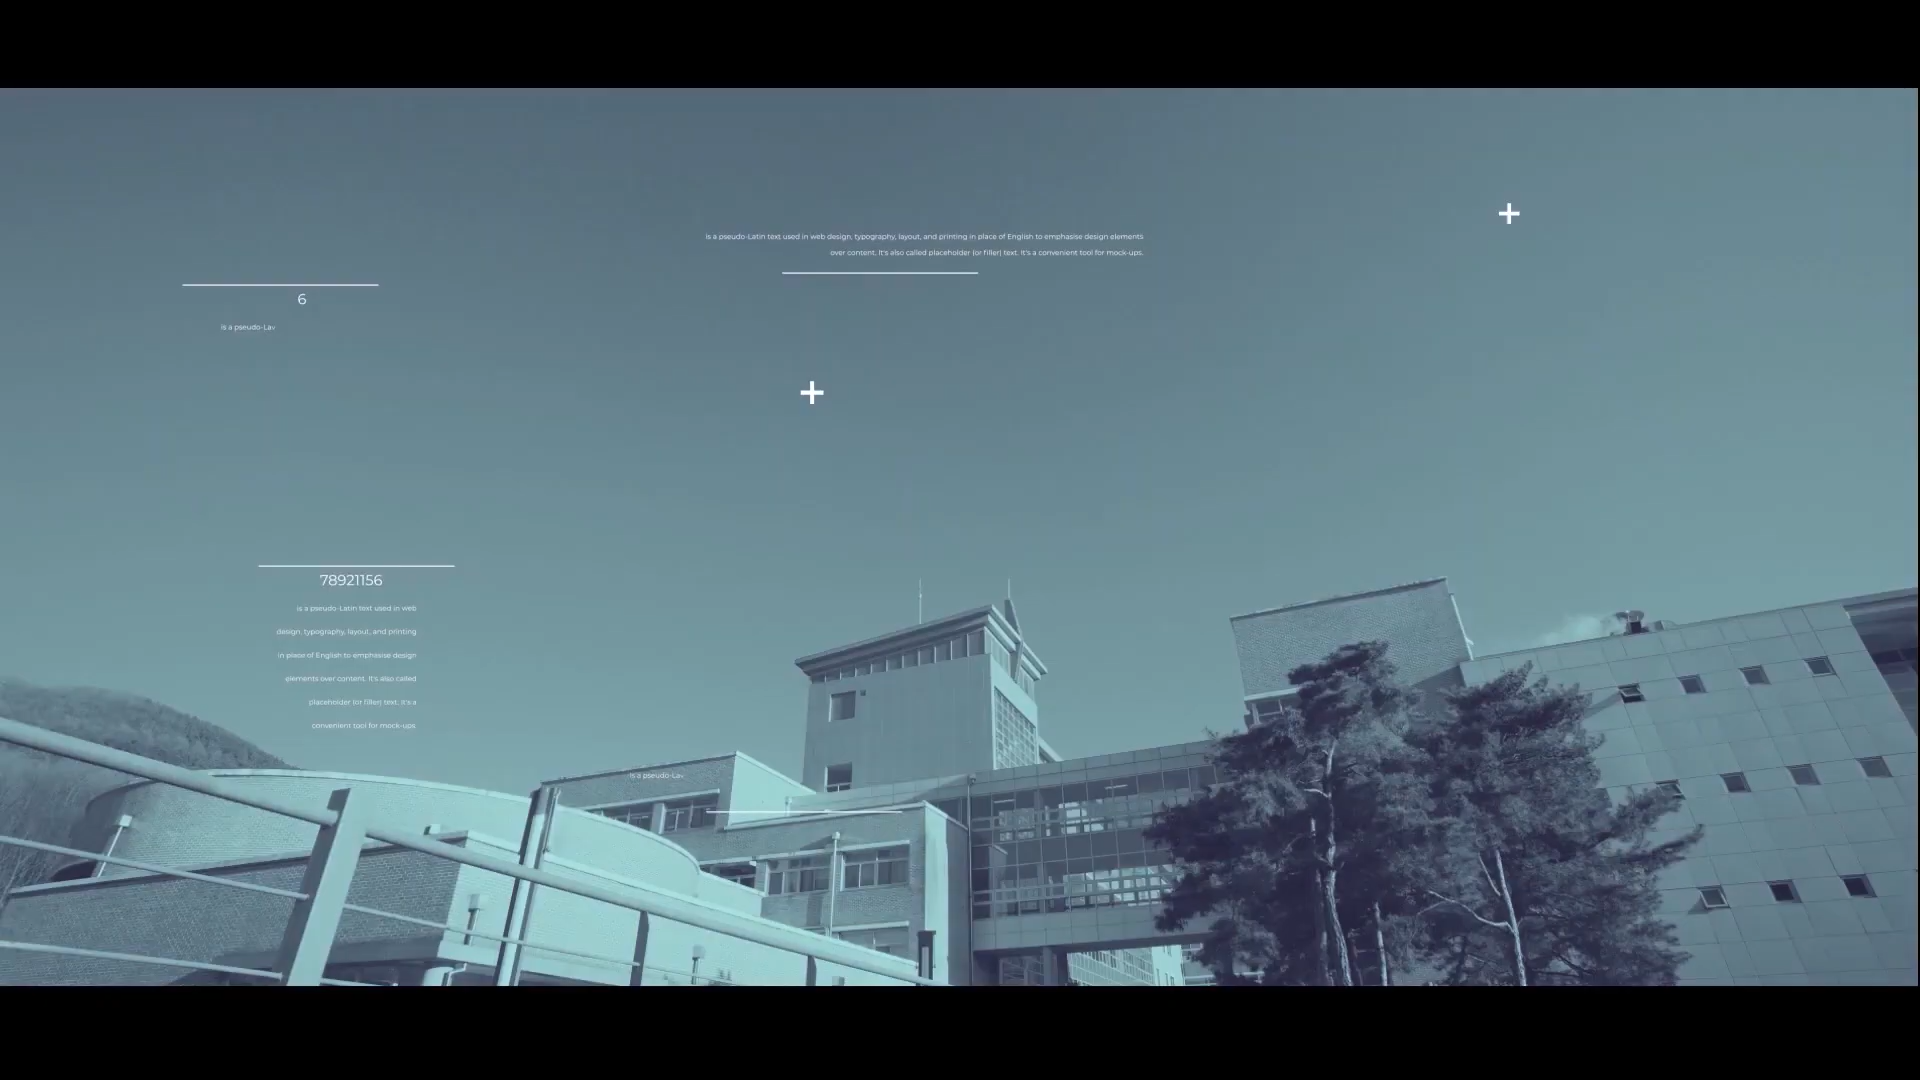 is a pseudo-Latin text used in web design, typography, layout, and printing in place of English to emphasise design elements
over content. It's also called placeholder (or filler) text. It's a convenient tool for mock-ups.
6
is a pseudo-Lav
78921156
is a pseudo-Latin text used in web
design, typography, layout, and printing
in place of English to emphasise design
elements over content. It's also called
placeholder (or filler) text. It's a
convenient tool for mock-ups.
is a pseudo-Lav